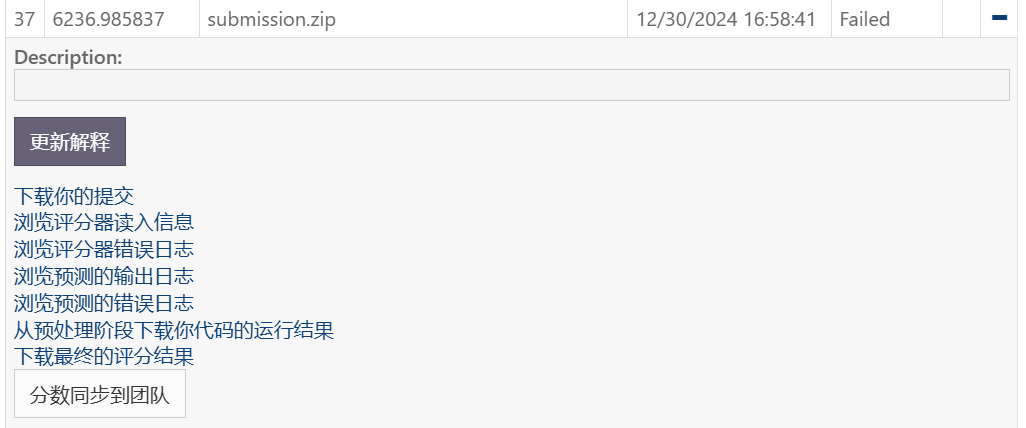 37 6236.985837 submission.zip 12/30/2024 16:58:41 Failed
Description:
更新解释
下载你的提交
浏览评分器读入信息
浏览评分器错误日志
浏览预测的输出日志
浏览预测的错误日志
从预处理阶段下载你代码的运行结果
下载最终的评分结果
分数同步到团队